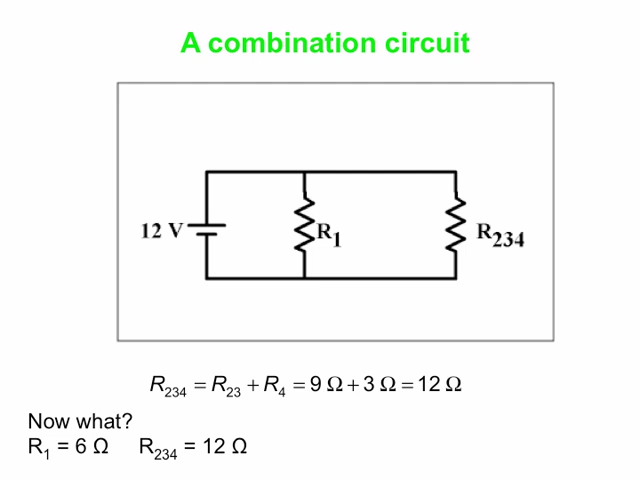 A combination circuit
12 V
R₁
R₂₃₄
R₂₃₄ = R₂₃ + R₄ = 9 Ω + 3 Ω = 12 Ω
Now what?
R₁ = 6 Ω R₂₃₄ = 12 Ω